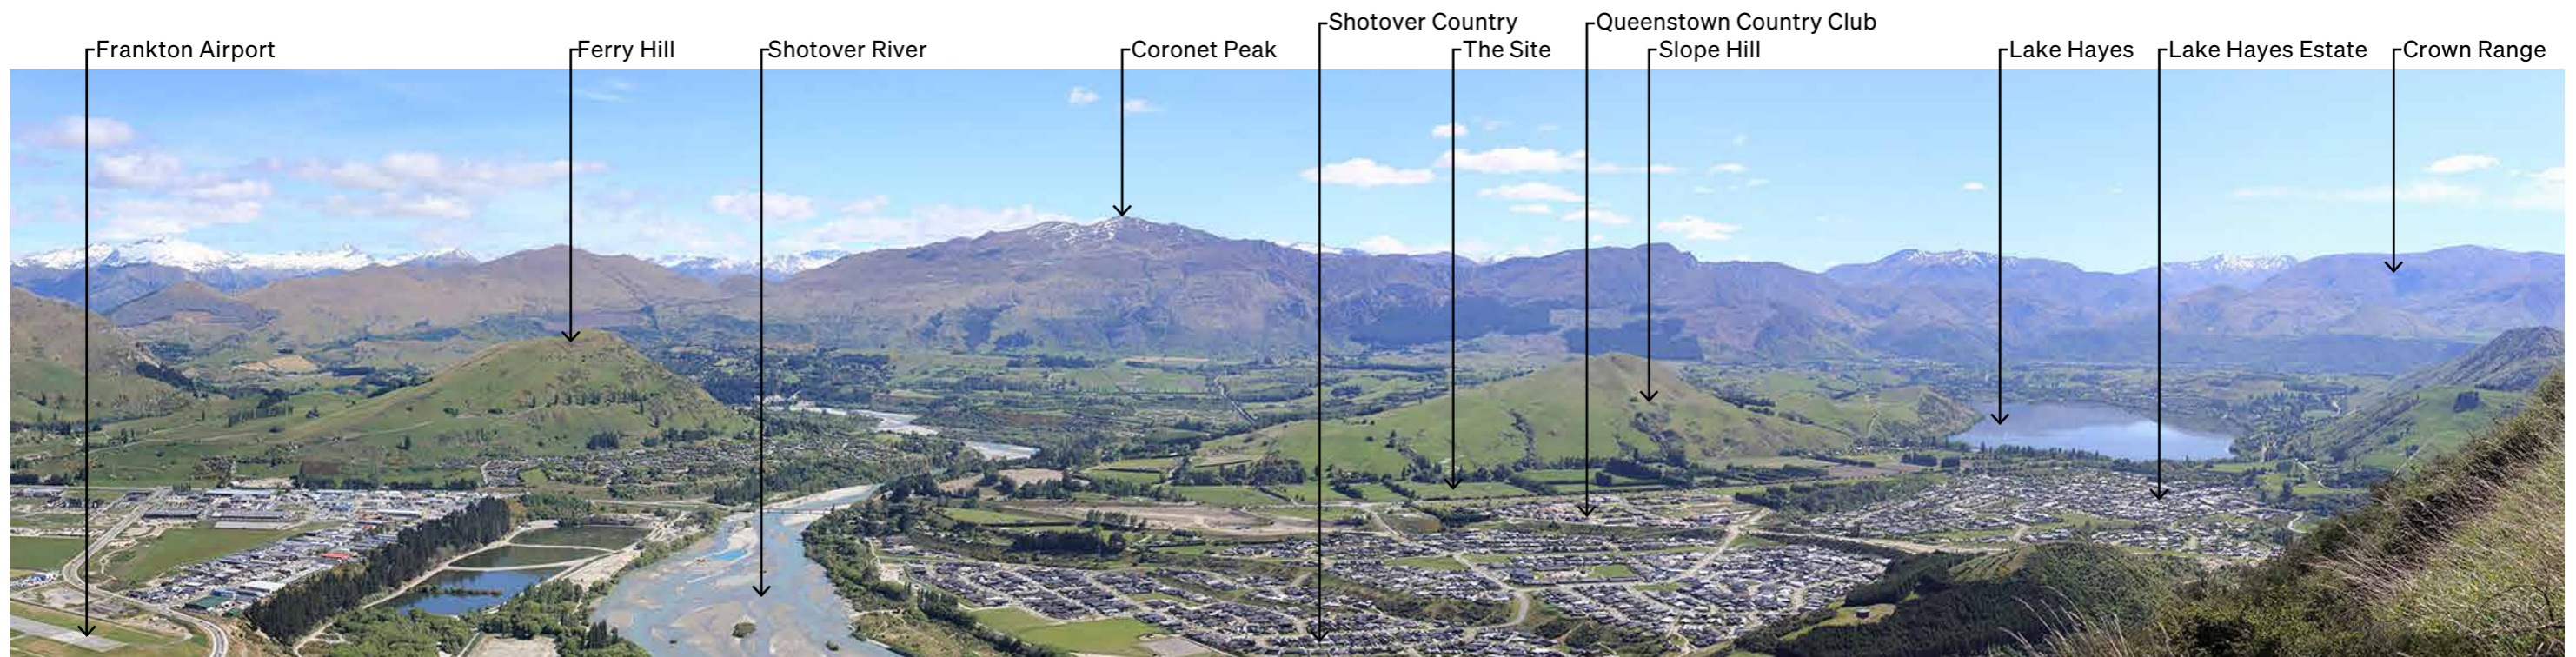 Shotover Country
Queenstown Country Club
Frankton Airport
Ferry Hill
Shotover River
Coronet Peak
The Site
Slope Hill
Lake Hayes
Lake Hayes Estate
Crown Range